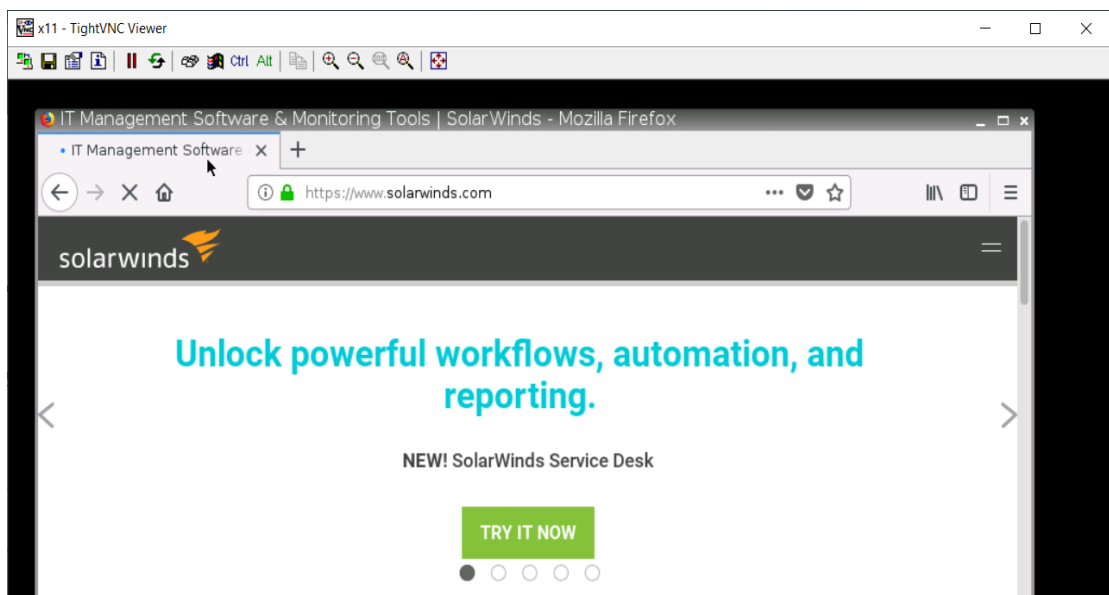 x11 - TightVNC Viewer
Ctrl Alt
IT Management Software & Monitoring Tools | SolarWinds - Mozilla Firefox
IT Management Software
https://www.solarwinds.com
solarwinds
Unlock powerful workflows, automation, and
reporting.
NEW! SolarWinds Service Desk
TRY IT NOW